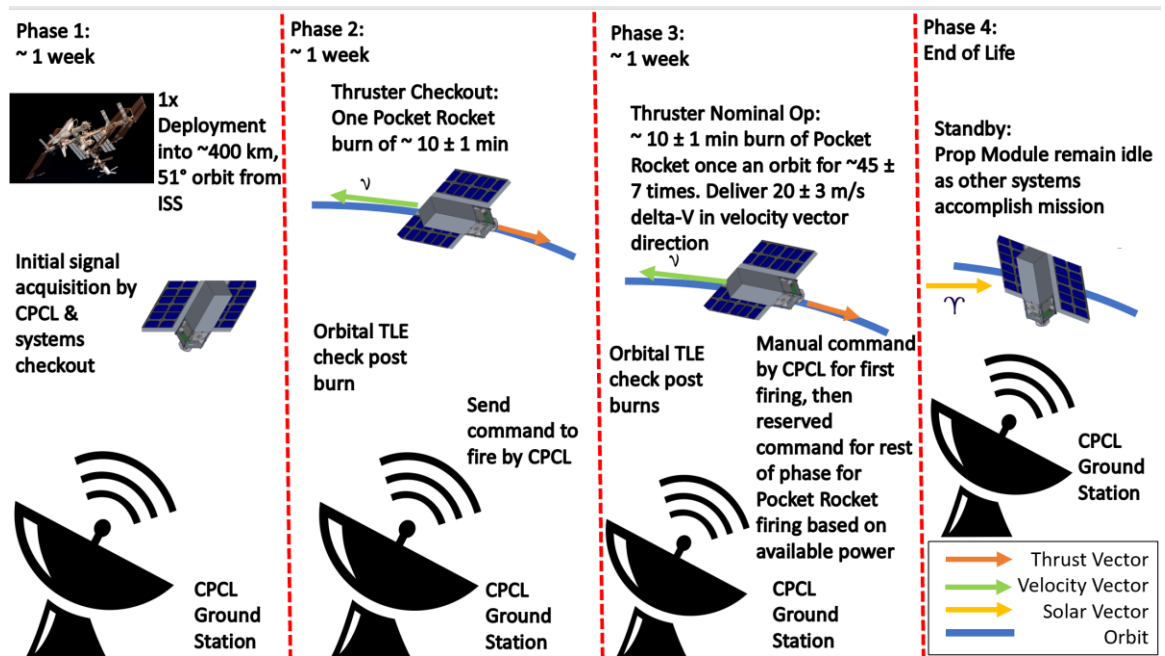 Phase 1:
~ 1 week
1x
Deployment
into ~400 km,
51° orbit from
ISS
Initial signal
acquisition by
CPCL &
systems
checkout
CPCL
Ground
Station
Phase 2:
~ 1 week
Thruster Checkout:
One Pocket Rocket
burn of ~ 10 ± 1 min
ν
Orbital TLE
check post
burn
Send
command to
fire by CPCL
CPCL
Ground
Station
Phase 3:
~ 1 week
Thruster Nominal Op:
~ 10 ± 1 min burn of Pocket
Rocket once an orbit for ~45 ±
7 times. Deliver 20 ± 3 m/s
delta-V in velocity vector
direction
ν
Orbital TLE
check post
burns
Manual command
by CPCL for first
firing, then
reserved
command for rest
of phase for
Pocket Rocket
firing based on
available power
CPCL
Ground
Station
Phase 4:
End of Life
Standby:
Prop Module remain idle
as other systems
accomplish mission
♈︎
CPCL
Ground
Station
Thrust Vector
Velocity Vector
Solar Vector
Orbit